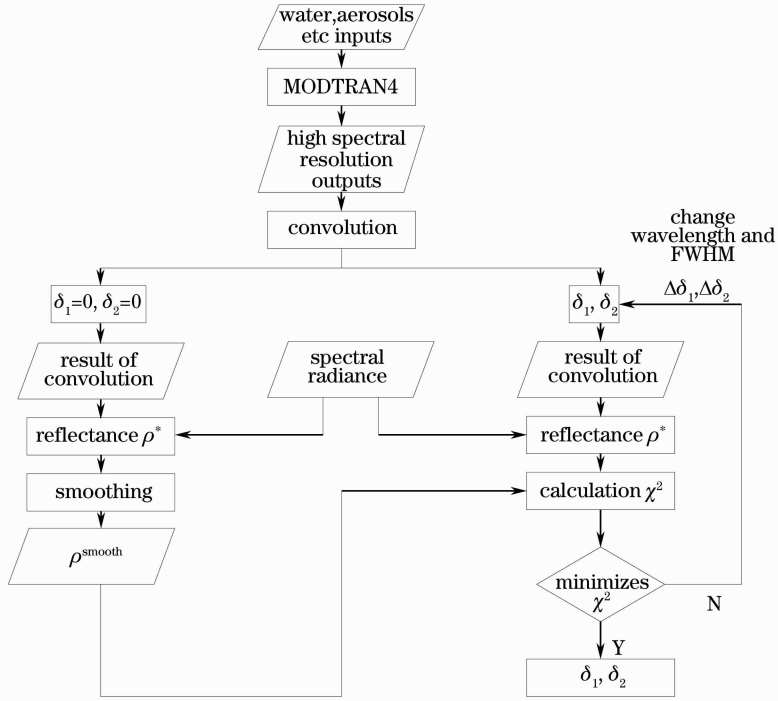 water,aerosols
etc inputs
MODTRAN4
high spectral
resolution
outputs
convolution
change
wavelength and
FWHM
δ₁=0, δ₂=0
δ₁, δ₂
Δδ₁,Δδ₂
result of
convolution
spectral
radiance
result of
convolution
reflectance ρ*
reflectance ρ*
smoothing
calculation χ²
ρ^smooth
minimizes
χ²
N
Y
δ₁, δ₂